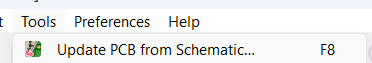 t Tools Preferences Help
Update PCB from Schematic... F8